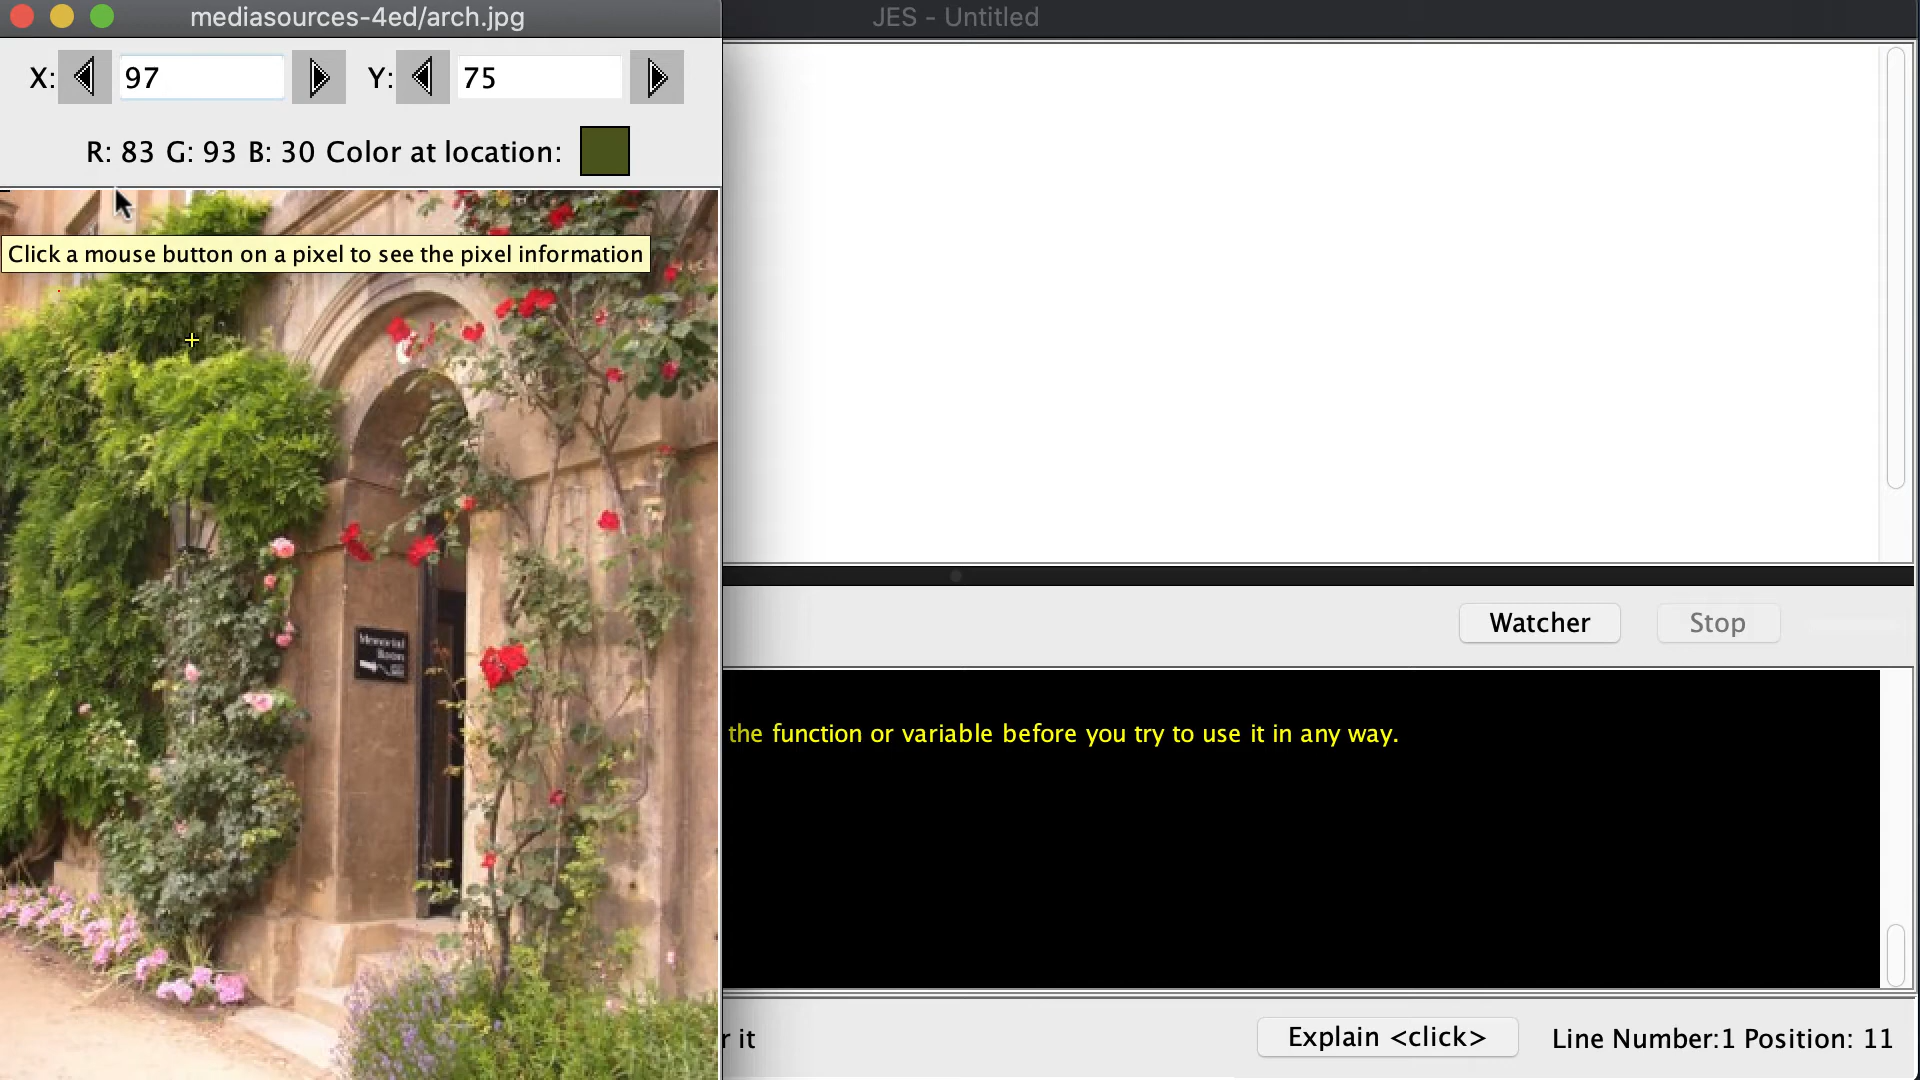 mediasources-4ed/arch.jpg
JES - Untitled
X: 97 Y: 75
R: 83 G: 93 B: 30 Color at location:
Click a mouse button on a pixel to see the pixel information
Memorial
Room
Watcher
Stop
the function or variable before you try to use it in any way.
r it
Explain <click>
Line Number:1 Position: 11